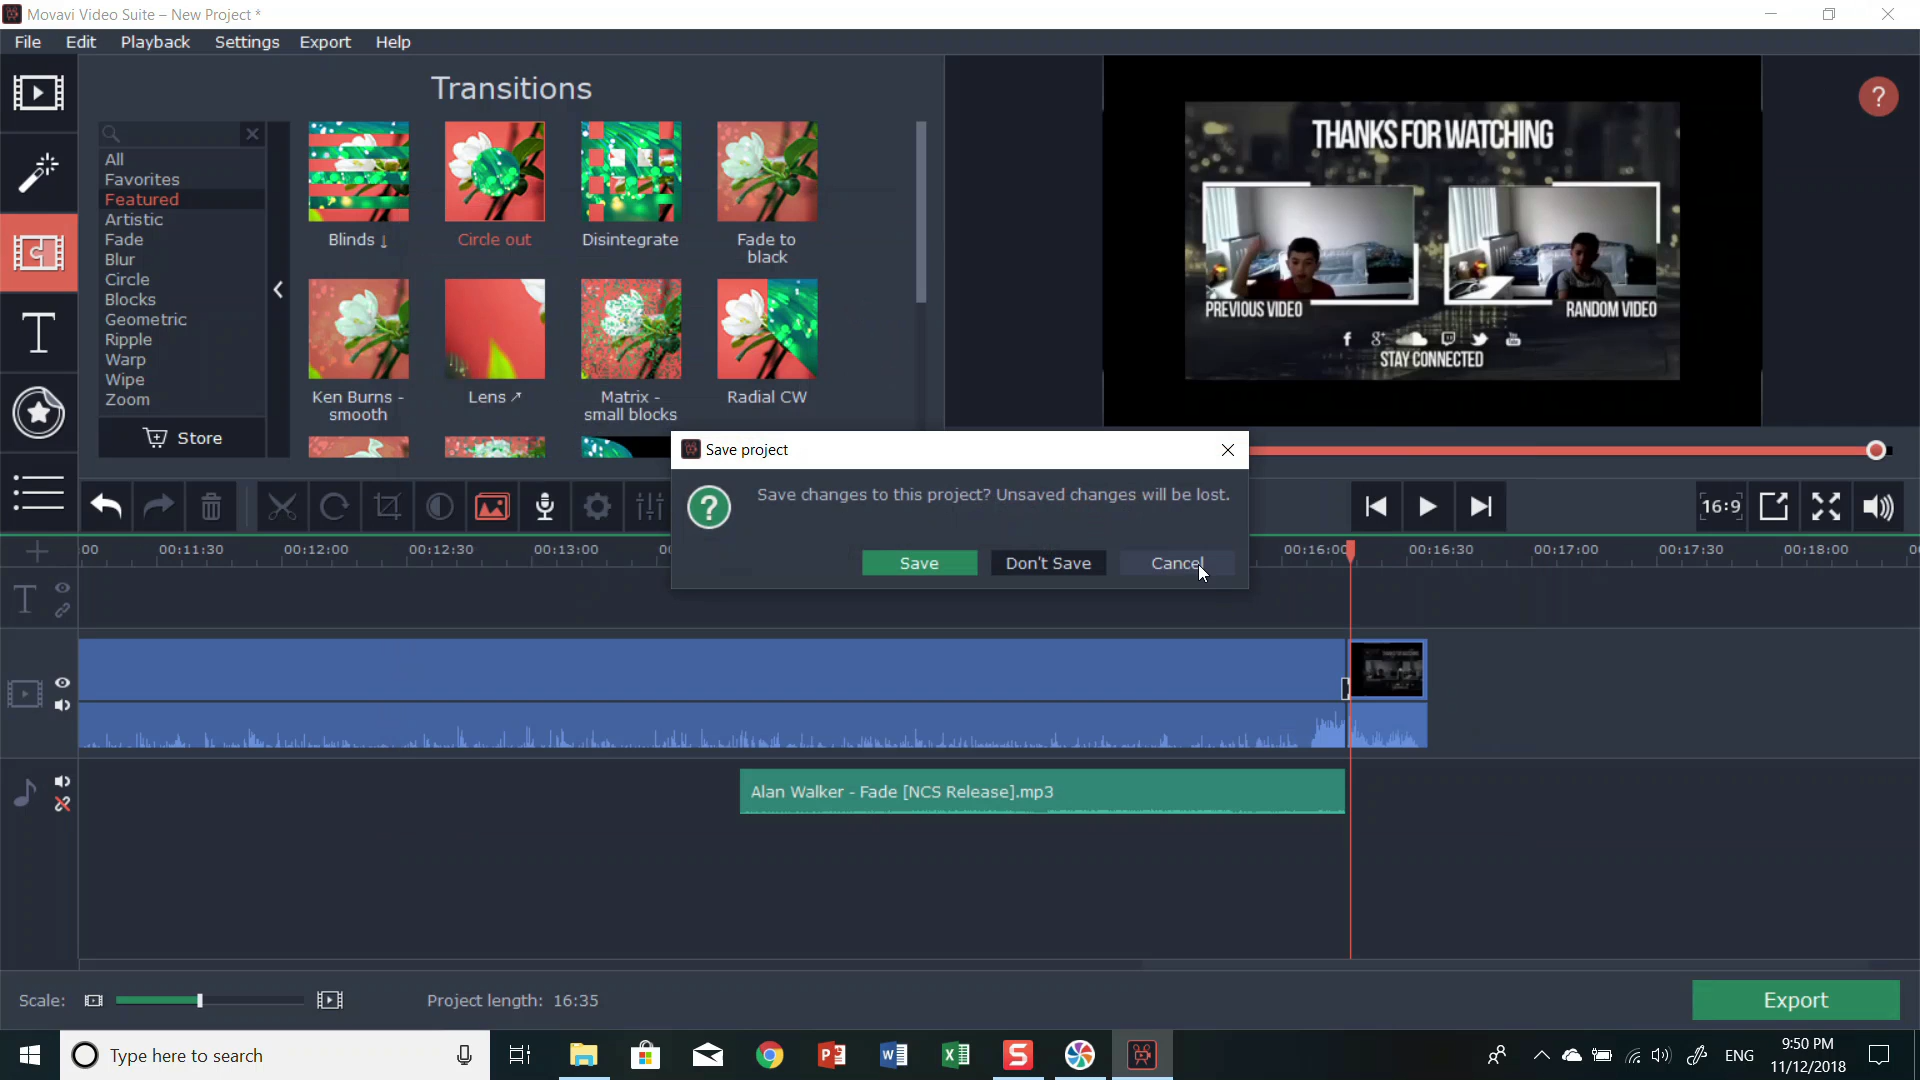 Movavi Video Suite – New Project *
File Edit Playback Settings Export Help
Transitions
All
Favorites
Featured
Artistic
Fade
Blur
Circle
Blocks
Geometric
Ripple
Warp
Wipe
Zoom
Store
Blinds ↓
Circle out
Disintegrate
Fade to
black
Ken Burns -
smooth
Lens ↗
Matrix -
small blocks
Radial CW
THANKS FOR WATCHING
PREVIOUS VIDEO
RANDOM VIDEO
STAY CONNECTED
?
Save project
Save changes to this project? Unsaved changes will be lost.
Save
Don't Save
Cancel
16:9
:00 00:11:30 00:12:00 00:12:30 00:13:00 00:16:00 00:16:30 00:17:00 00:17:30 00:18:00
Alan Walker - Fade [NCS Release].mp3
Scale:
Project length: 16:35
Export
Type here to search
ENG
9:50 PM
11/12/2018